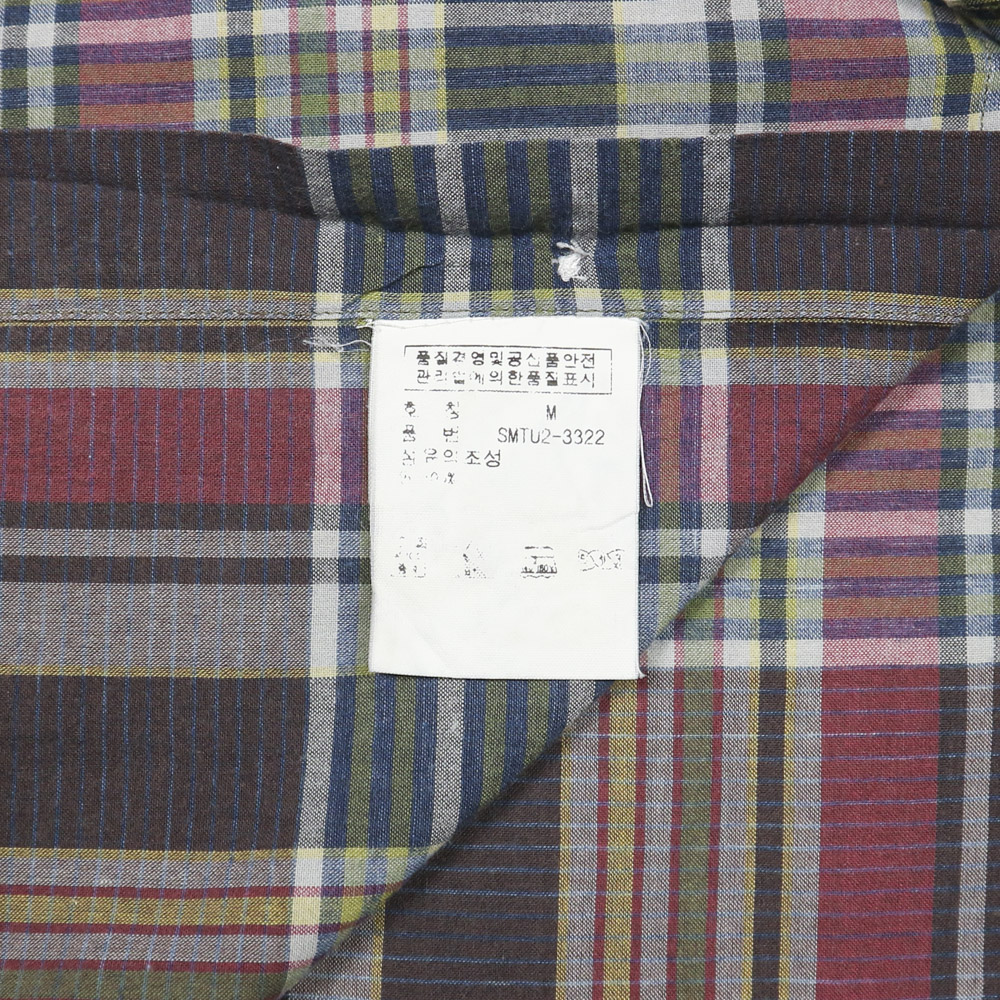 품질경영및공산품안전
관리법에의한품질표시
호 칭 M
품 번 SMTU2-3322
섬유의조성